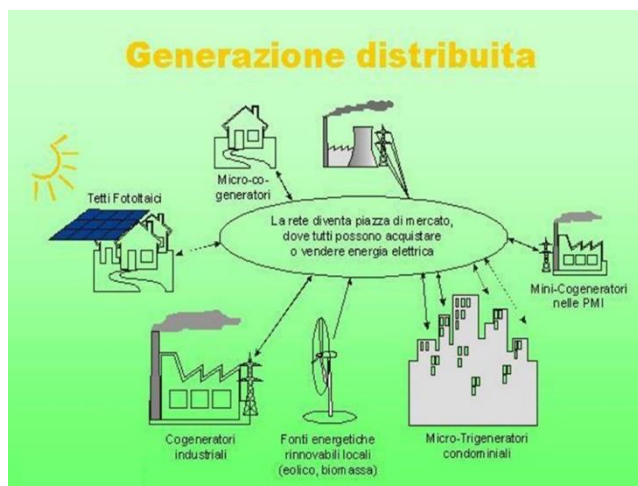 Generazione distribuita
Micro-co-
generatori
Tetti Fotoltaici
La rete diventa piazza di mercato,
dove tutti possono acquistare
o vendere energia elettrica
Mini-Cogeneratori
nelle PMI
Cogeneratori
industriali
Fonti energetiche
rinnovabili locali
(eolico, biomassa)
Micro-Trigeneratori
condominiali